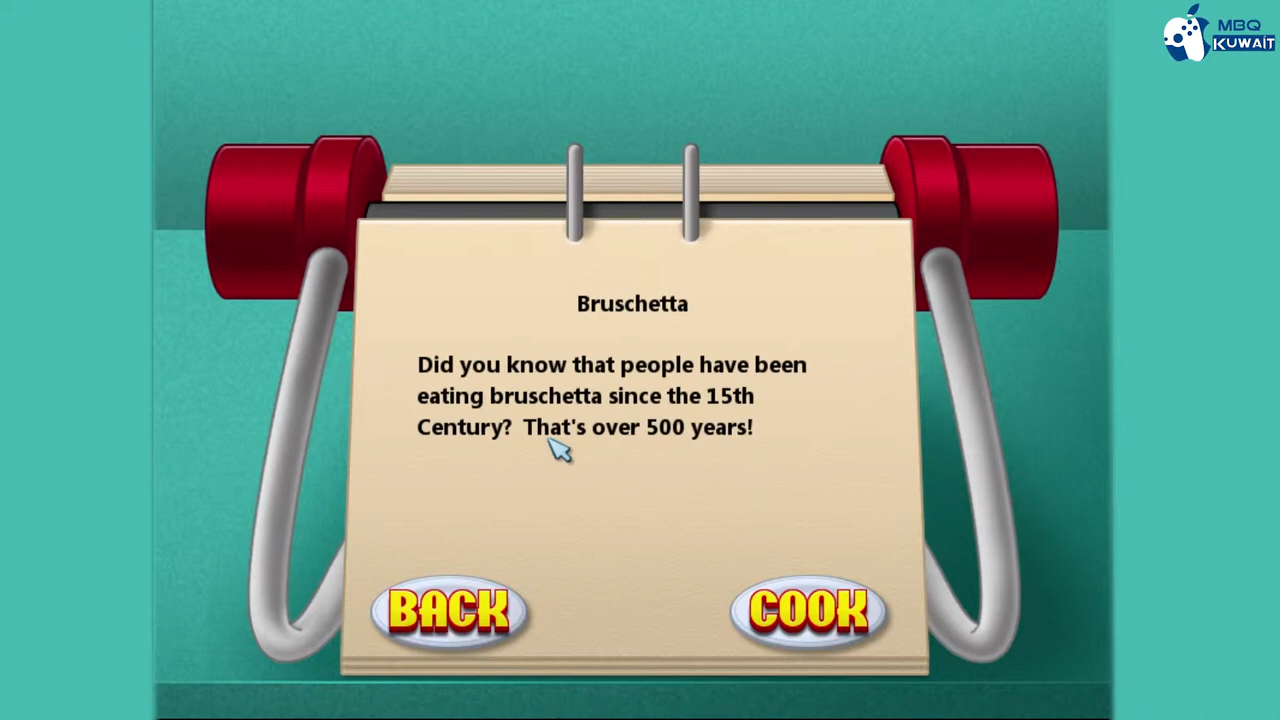 MBQ
KUWAiT
Bruschetta
Did you know that people have been
eating bruschetta since the 15th
Century?  That's over 500 years!
BACK
COOK